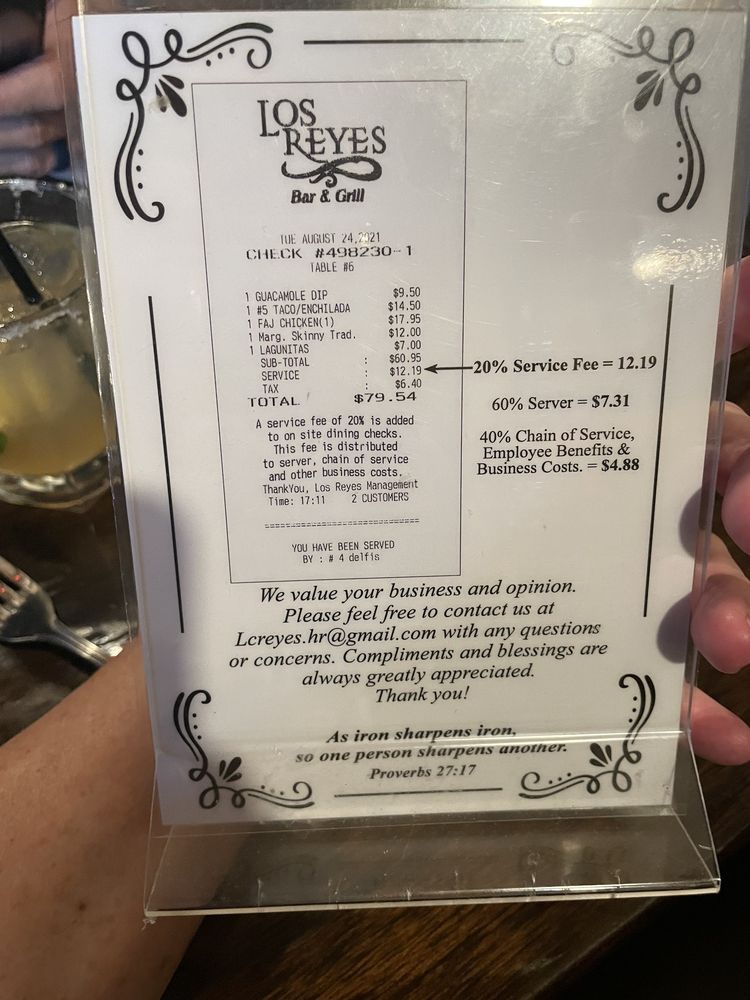 LOS
REYES
Bar & Grill
TUE AUGUST 24,2021
CHECK #498230-1
TABLE #6
1 GUACAMOLE DIP $9.50
1 #5 TACO/ENCHILADA $14.50
1 FAJ CHICKEN(1) $17.95
1 Marg. Skinny Trad. $12.00
1 LAGUNITAS $7.00
SUB-TOTAL : $60.95
SERVICE : $12.19
TAX : $6.40
TOTAL $79.54
20% Service Fee = 12.19
60% Server = $7.31
40% Chain of Service,
Employee Benefits &
Business Costs. = $4.88
A service fee of 20% is added
to on site dining checks.
This fee is distributed
to server, chain of service
and other business costs.
ThankYou, Los Reyes Management
Time: 17:11 2 CUSTOMERS
==============================
YOU HAVE BEEN SERVED
BY : # 4 delfis
We value your business and opinion.
Please feel free to contact us at
Lcreyes.hr@gmail.com with any questions
or concerns. Compliments and blessings are
always greatly appreciated.
Thank you!
As iron sharpens iron,
so one person sharpens another.
Proverbs 27:17